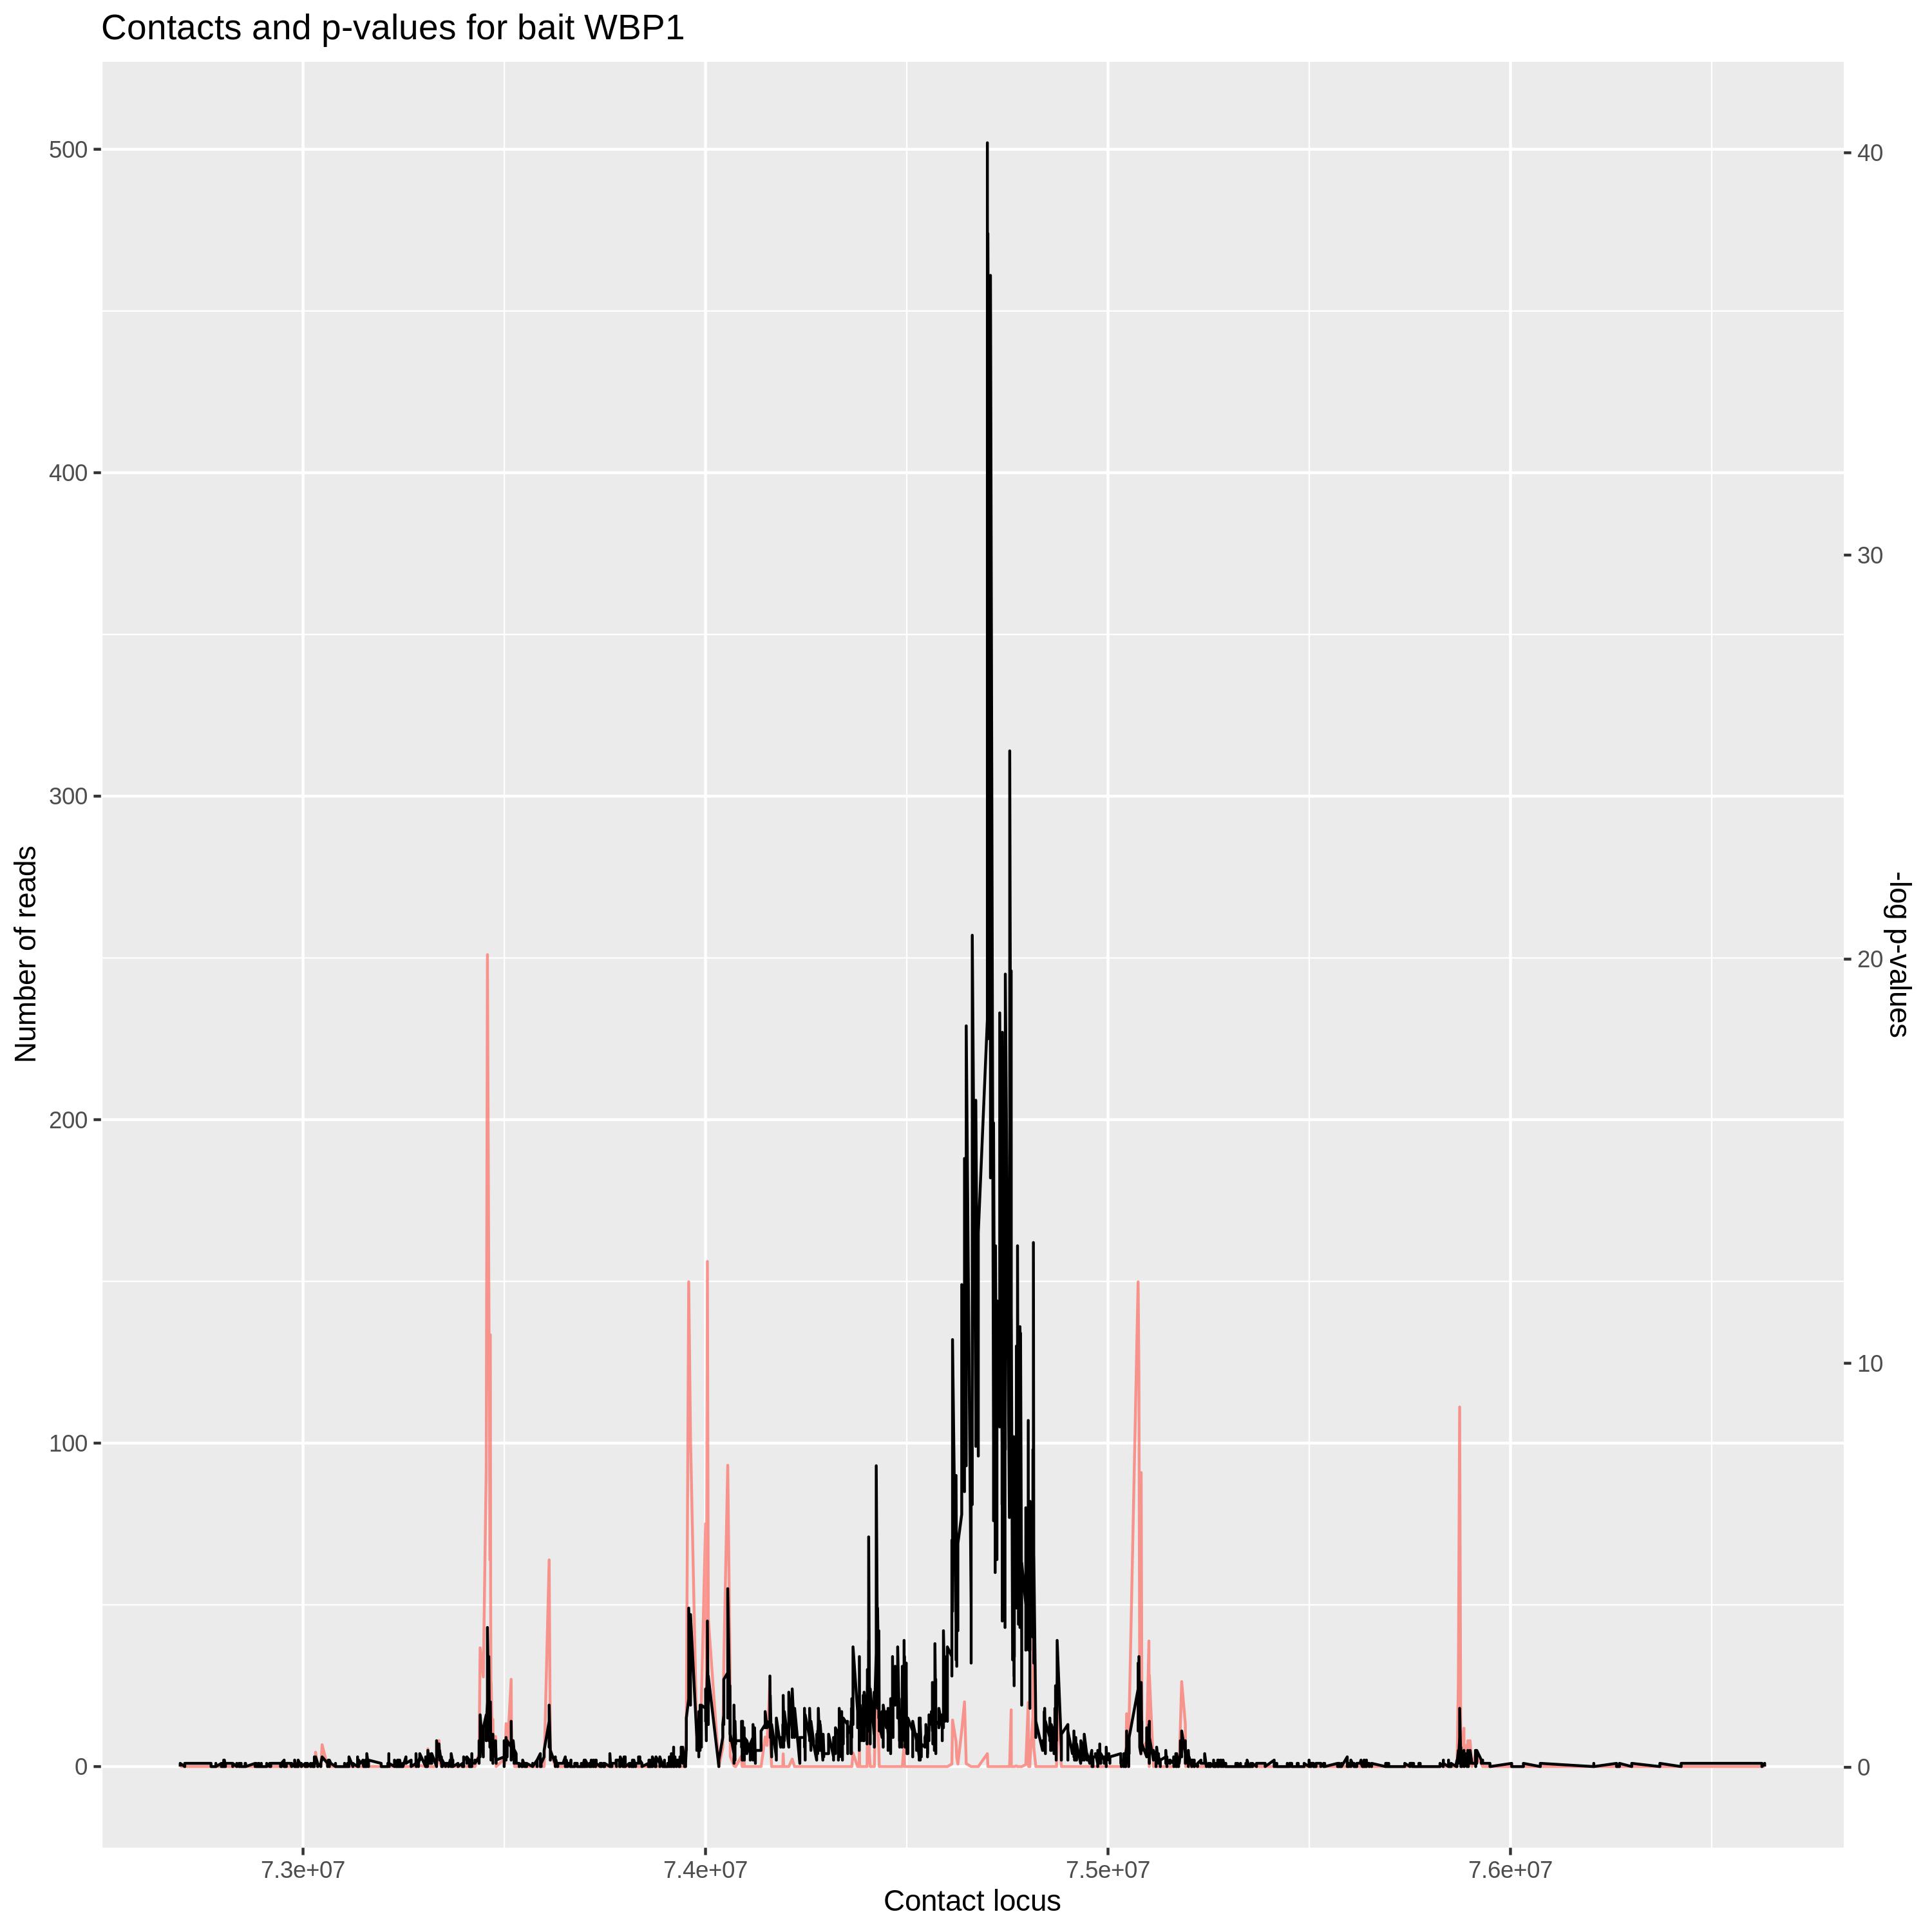 Contacts and p-values for bait WBP1
500
400
300
200
100
0
Number of reads
40
30
20
10
0
-log p-values
7.3e+07
7.4e+07
7.5e+07
7.6e+07
Contact locus